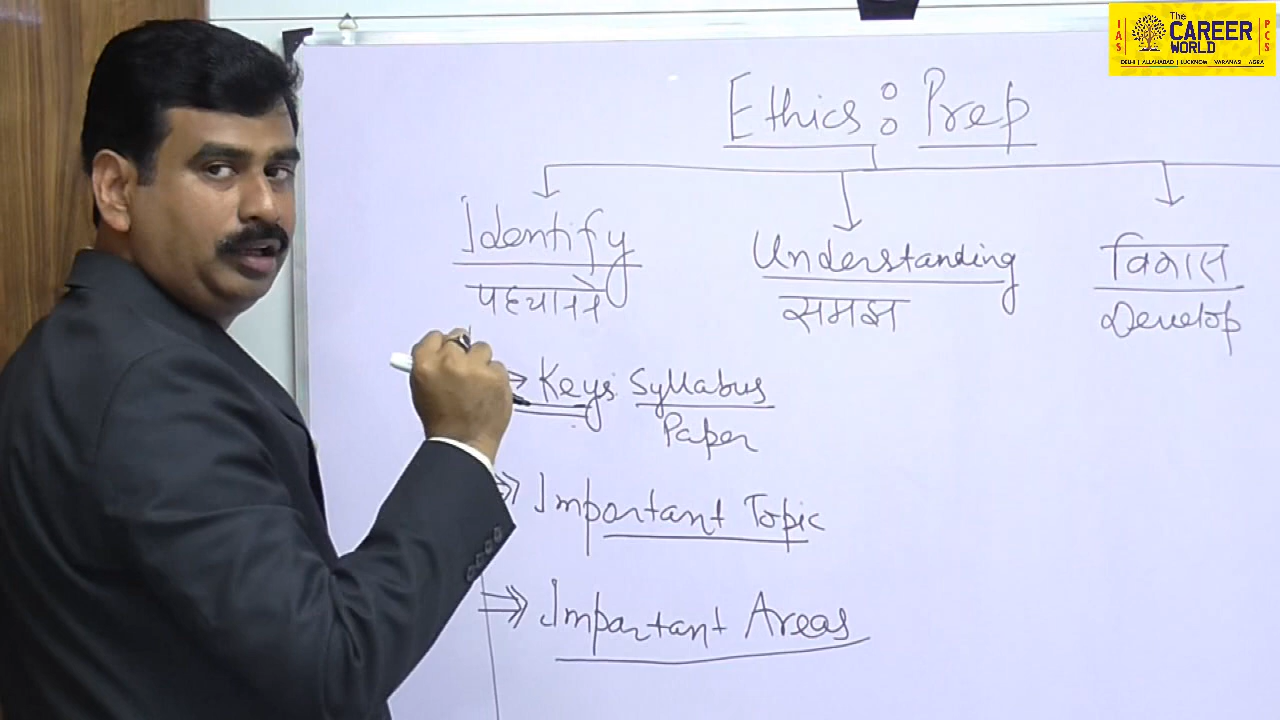 The
CAREER
WORLD
IAS
PCS
DELHI | ALLAHABAD | LUCKNOW VARANASI AGRA
Ethics : Prep
Identify
पहचानने
Understanding
समझ
विकास
Develop
Keys Syllabus
Paper
Important Topic
Important Areas